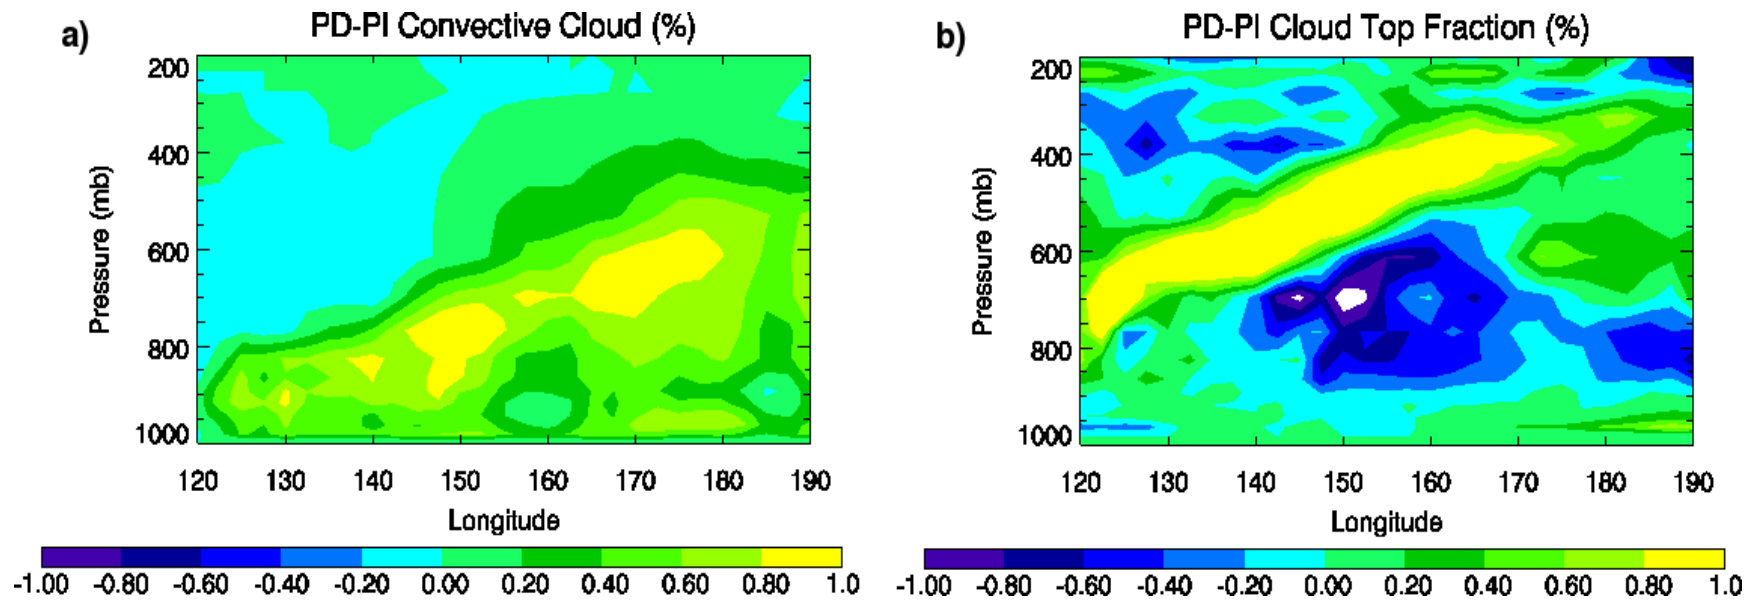 a)
PD-PI Convective Cloud (%)
200
400
600
800
1000
Pressure (mb)
120 130 140 150 160 170 180 190
Longitude
-1.00 -0.80 -0.60 -0.40 -0.20 0.00 0.20 0.40 0.60 0.80 1.0
b)
PD-PI Cloud Top Fraction (%)
200
400
600
800
1000
Pressure (mb)
120 130 140 150 160 170 180 190
Longitude
-1.00 -0.80 -0.60 -0.40 -0.20 0.00 0.20 0.40 0.60 0.80 1.0